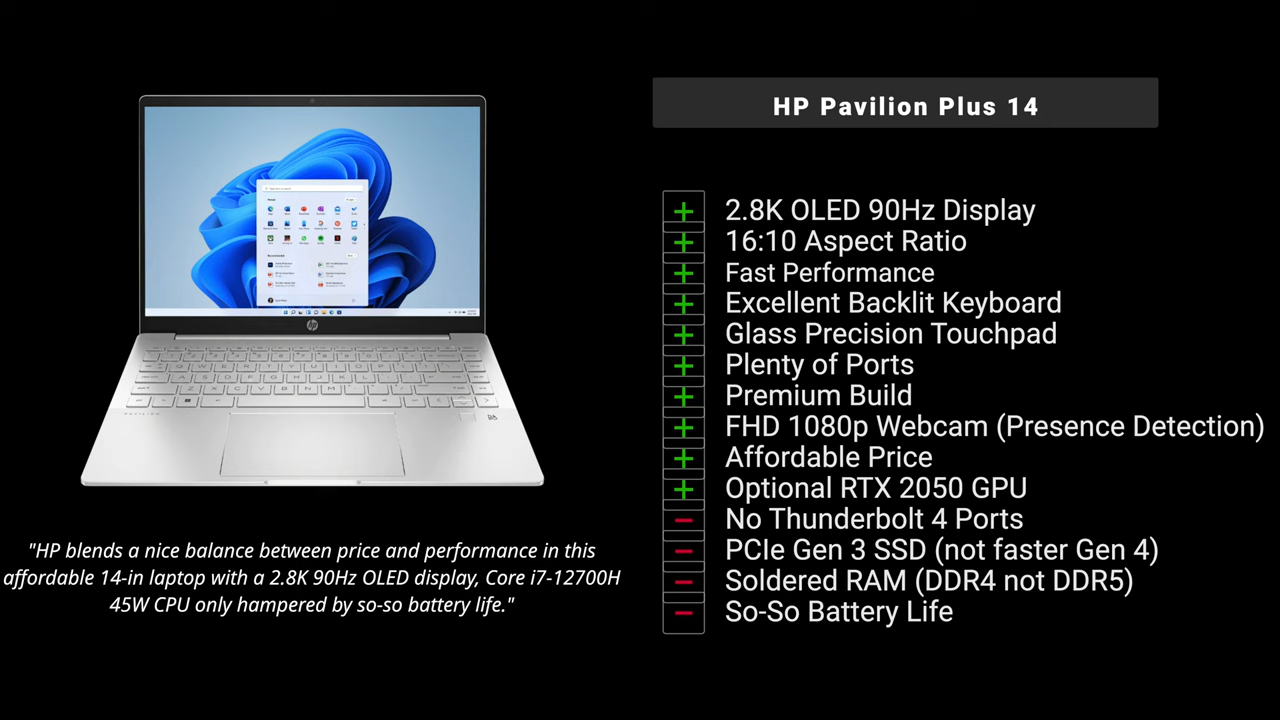 HP Pavilion Plus 14
2.8K OLED 90Hz Display
16:10 Aspect Ratio
Fast Performance
Excellent Backlit Keyboard
Glass Precision Touchpad
Plenty of Ports
Premium Build
FHD 1080p Webcam (Presence Detection)
Affordable Price
Optional RTX 2050 GPU
No Thunderbolt 4 Ports
PCIe Gen 3 SSD (not faster Gen 4)
Soldered RAM (DDR4 not DDR5)
So-So Battery Life
hp
PAVILION
"HP blends a nice balance between price and performance in this
affordable 14-in laptop with a 2.8K 90Hz OLED display, Core i7-12700H
45W CPU only hampered by so-so battery life."